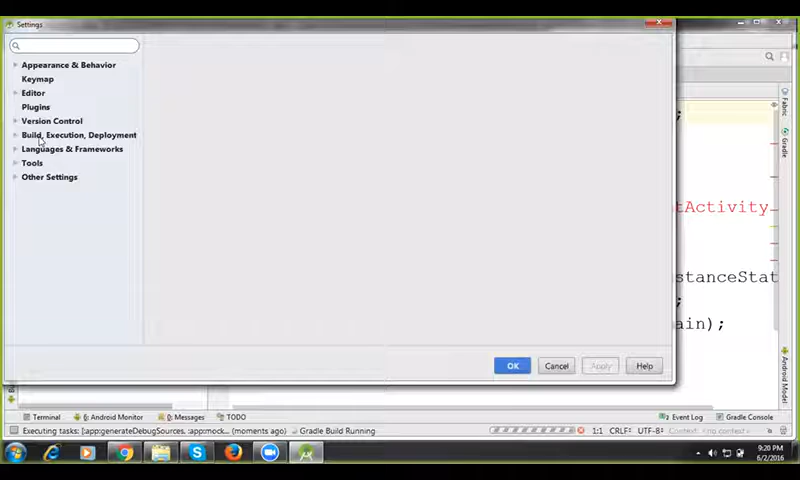 Settings
Appearance & Behavior
Keymap
Editor
Plugins
Version Control
Build, Execution, Deployment
Languages & Frameworks
Tools
Other Settings
;
tActivity
stanceStat
;
ain);
Fabric
Gradle
Android Model
OK
Cancel
Apply
Help
Terminal
6: Android Monitor
0: Messages
TODO
Event Log
Gradle Console
Executing tasks: [:app:generateDebugSources, :app:mock... (moments ago)
Gradle Build Running
1:1
CRLF
UTF-8
Context: <no context>
9:20 PM
6/2/2016